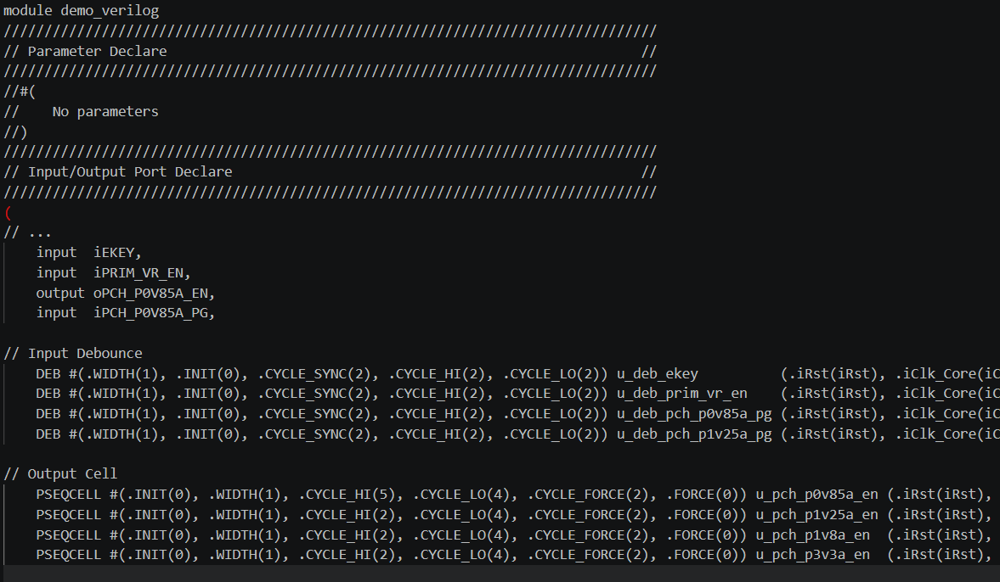 module demo_verilog
////////////////////////////////////////////////////////////////////////////////
// Parameter Declare                                                          //
////////////////////////////////////////////////////////////////////////////////
//#(
//    No parameters
//)
////////////////////////////////////////////////////////////////////////////////
// Input/Output Port Declare                                                  //
////////////////////////////////////////////////////////////////////////////////
(
// ...
    input  iEKEY,
    input  iPRIM_VR_EN,
    output oPCH_P0V85A_EN,
    input  iPCH_P0V85A_PG,

// Input Debounce
    DEB #(.WIDTH(1), .INIT(0), .CYCLE_SYNC(2), .CYCLE_HI(2), .CYCLE_LO(2)) u_deb_ekey          (.iRst(iRst), .iClk_Core(iC
    DEB #(.WIDTH(1), .INIT(0), .CYCLE_SYNC(2), .CYCLE_HI(2), .CYCLE_LO(2)) u_deb_prim_vr_en    (.iRst(iRst), .iClk_Core(iC
    DEB #(.WIDTH(1), .INIT(0), .CYCLE_SYNC(2), .CYCLE_HI(2), .CYCLE_LO(2)) u_deb_pch_p0v85a_pg (.iRst(iRst), .iClk_Core(iC
    DEB #(.WIDTH(1), .INIT(0), .CYCLE_SYNC(2), .CYCLE_HI(2), .CYCLE_LO(2)) u_deb_pch_p1v25a_pg (.iRst(iRst), .iClk_Core(iC

// Output Cell
    PSEQCELL #(.INIT(0), .WIDTH(1), .CYCLE_HI(5), .CYCLE_LO(4), .CYCLE_FORCE(2), .FORCE(0)) u_pch_p0v85a_en (.iRst(iRst),
    PSEQCELL #(.INIT(0), .WIDTH(1), .CYCLE_HI(2), .CYCLE_LO(4), .CYCLE_FORCE(2), .FORCE(0)) u_pch_p1v25a_en (.iRst(iRst),
    PSEQCELL #(.INIT(0), .WIDTH(1), .CYCLE_HI(2), .CYCLE_LO(4), .CYCLE_FORCE(2), .FORCE(0)) u_pch_p1v8a_en  (.iRst(iRst),
    PSEQCELL #(.INIT(0), .WIDTH(1), .CYCLE_HI(2), .CYCLE_LO(4), .CYCLE_FORCE(2), .FORCE(0)) u_pch_p3v3a_en  (.iRst(iRst),